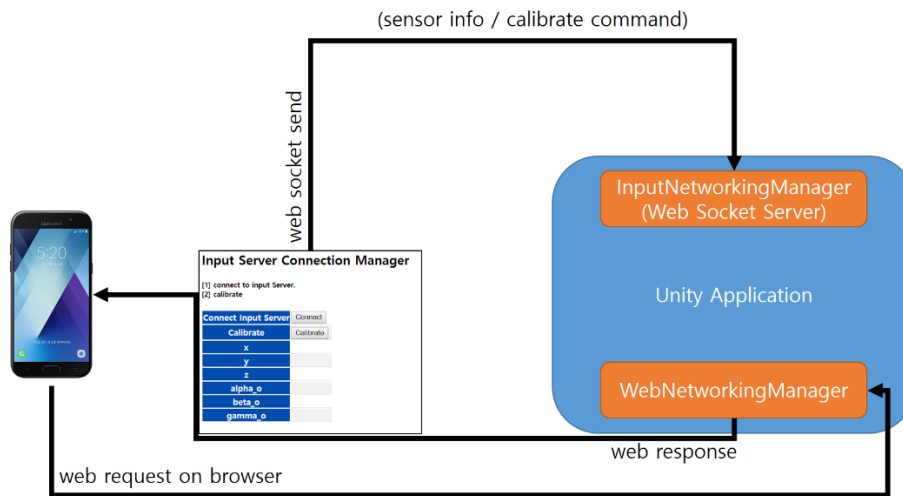 (sensor info / calibrate command)
web socket send
InputNetworkingManager
(Web Socket Server)
Unity Application
WebNetworkingManager
SAMSUNG
5:20
Input Server Connection Manager
[1] connect to input Server.
[2] calibrate
Connect Input Server Connect
Calibrate Calibrate
x
y
z
alpha_o
beta_o
gamma_o
web response
web request on browser